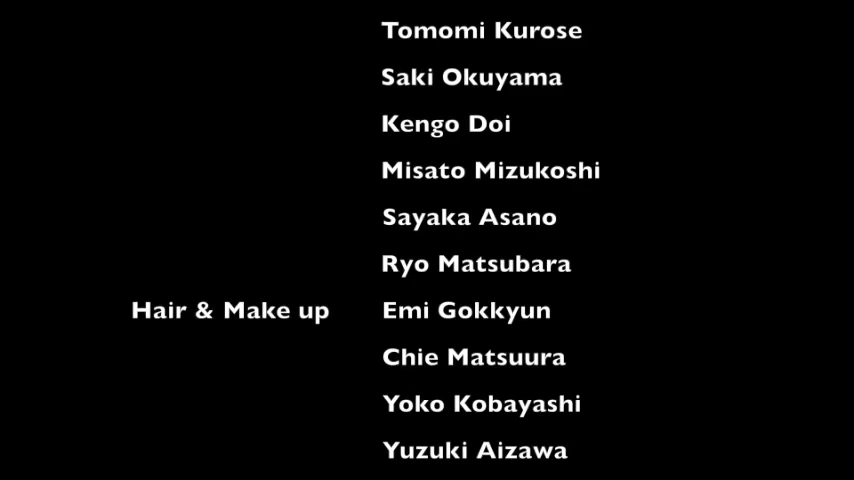 Tomomi Kurose
Saki Okuyama
Kengo Doi
Misato Mizukoshi
Sayaka Asano
Ryo Matsubara
Hair & Make up Emi Gokkyun
Chie Matsuura
Yoko Kobayashi
Yuzuki Aizawa